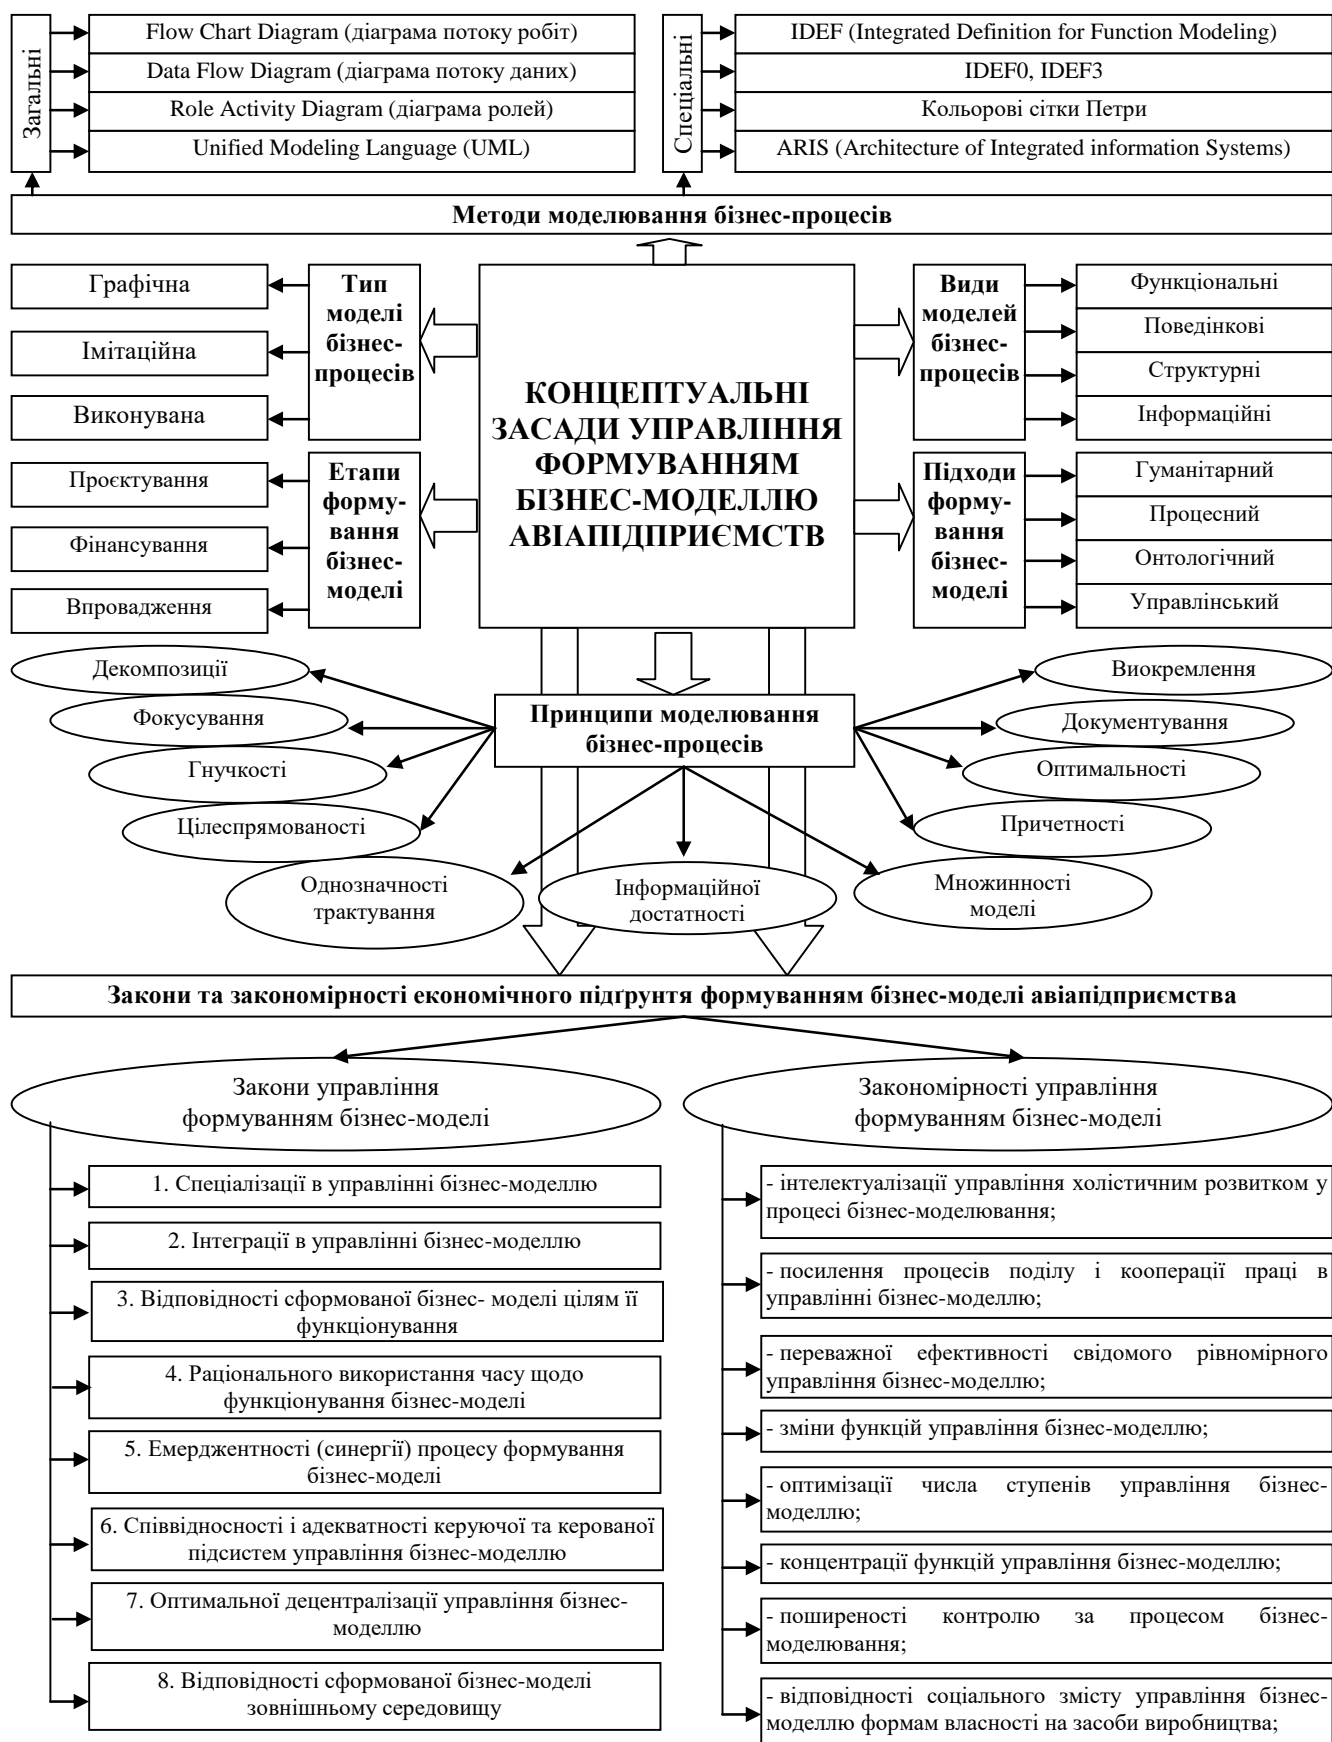 Загальні
Flow Chart Diagram (діаграма потоку робіт)
Data Flow Diagram (діаграма потоку даних)
Role Activity Diagram (діаграма ролей)
Unified Modeling Language (UML)
Спеціальні
IDEF (Integrated Definition for Function Modeling)
IDEF0, IDEF3
Кольорові сітки Петри
ARIS (Architecture of Integrated information Systems)
Методи моделювання бізнес-процесів
Графічна
Імітаційна
Виконувана
Тип
моделі
бізнес-
процесів
Проєктування
Фінансування
Впровадження
Етапи
форму-
вання
бізнес-
моделі
КОНЦЕПТУАЛЬНІ
ЗАСАДИ УПРАВЛІННЯ
ФОРМУВАННЯМ
БІЗНЕС-МОДЕЛЛЮ
АВІАПІДПРИЄМСТВ
Види
моделей
бізнес-
процесів
Функціональні
Поведінкові
Структурні
Інформаційні
Підходи
форму-
вання
бізнес-
моделі
Гуманітарний
Процесний
Онтологічний
Управлінський
Принципи моделювання
бізнес-процесів
Декомпозиції
Фокусування
Гнучкості
Цілеспрямованості
Однозначності
трактування
Інформаційної
достатності
Множинності
моделі
Виокремлення
Документування
Оптимальності
Причетності
Закони та закономірності економічного підґрунтя формуванням бізнес-моделі авіапідприємства
Закони управління
формуванням бізнес-моделі
1. Спеціалізації в управлінні бізнес-моделлю
2. Інтеграції в управлінні бізнес-моделлю
3. Відповідності сформованої бізнес- моделі цілям її
функціонування
4. Раціонального використання часу щодо
функціонування бізнес-моделі
5. Емерджентності (синергії) процесу формування
бізнес-моделі
6. Співвідносності і адекватності керуючої та керованої
підсистем управління бізнес-моделлю
7. Оптимальної децентралізації управління бізнес-
моделлю
8. Відповідності сформованої бізнес-моделі
зовнішньому середовищу
Закономірності управління
формуванням бізнес-моделі
- інтелектуалізації управління холістичним розвитком у
процесі бізнес-моделювання;
- посилення процесів поділу і кооперації праці в
управлінні бізнес-моделлю;
- переважної ефективності свідомого рівномірного
управління бізнес-моделлю;
- зміни функцій управління бізнес-моделлю;
- оптимізації числа ступенів управління бізнес-
моделлю;
- концентрації функцій управління бізнес-моделлю;
- поширеності контролю за процесом бізнес-
моделювання;
- відповідності соціального змісту управління бізнес-
моделлю формам власності на засоби виробництва;